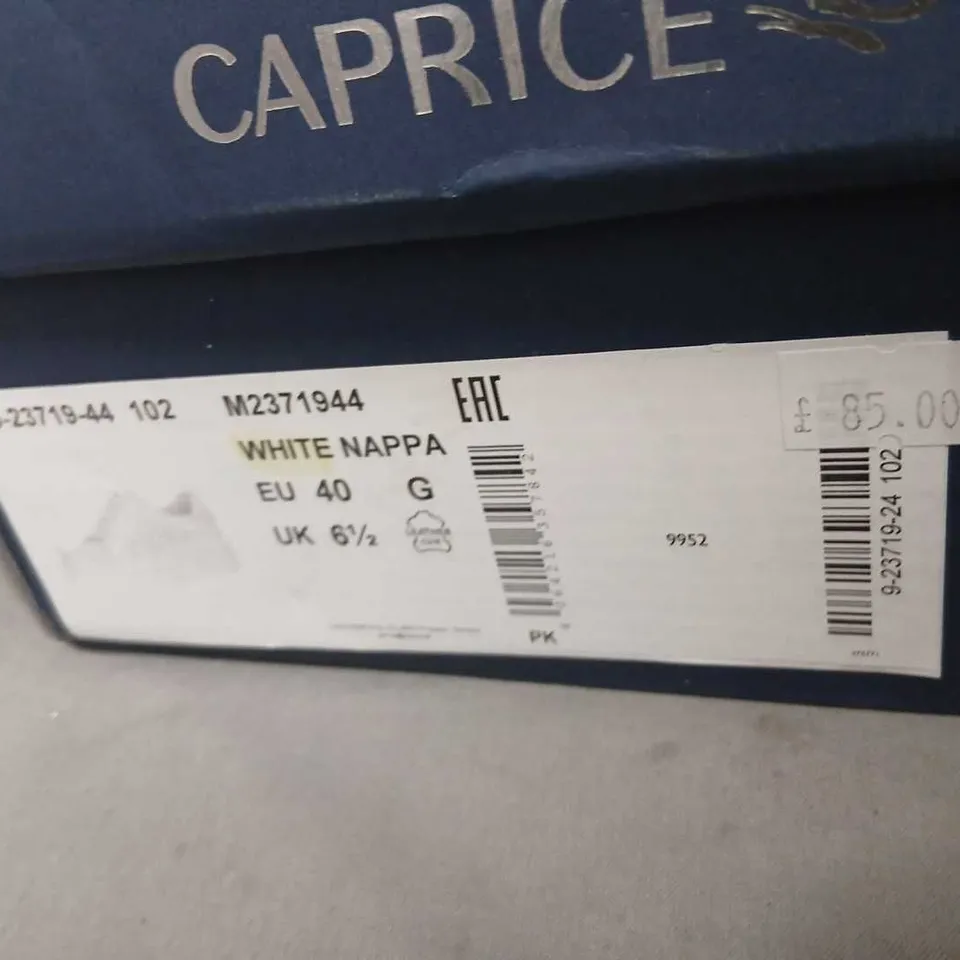 CAPRICE
-23719-44 102 M2371944 EAC
£ 85.00
WHITE NAPPA
EU 40 G
UK 6½
9952
9-23719-24 102
PK